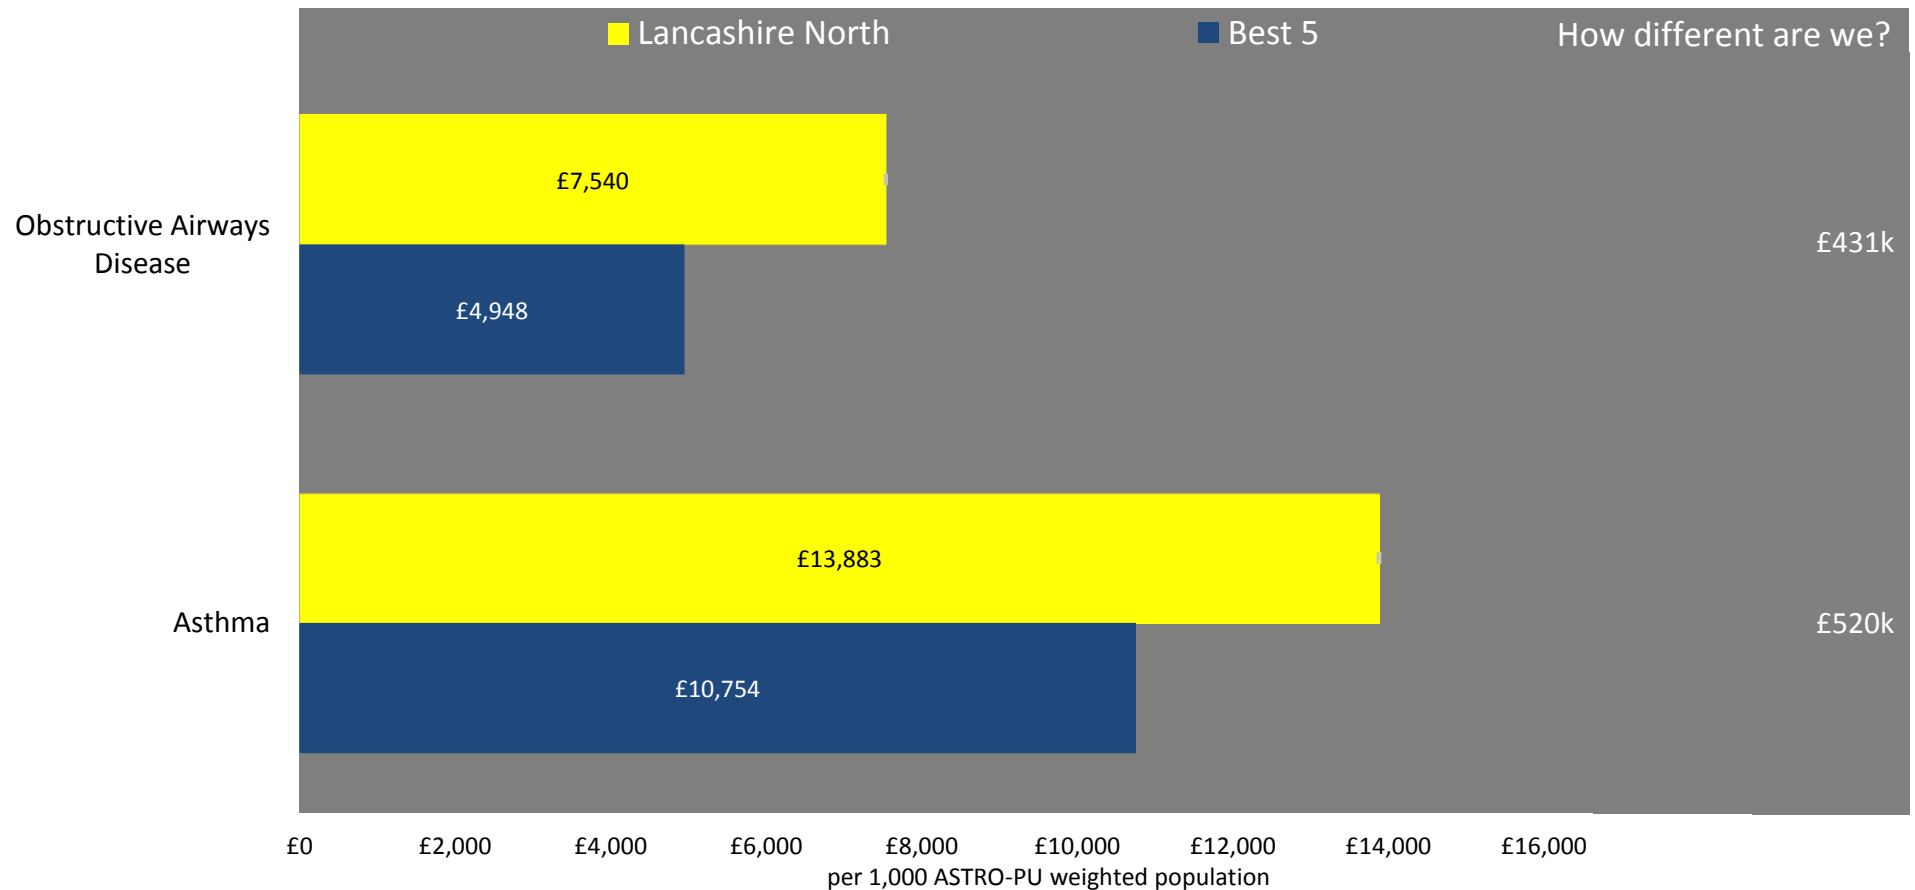 Lancashire North
Best 5
How different are we?
Obstructive Airways
Disease
£7,540
£4,948
£431k
Asthma
£13,883
£10,754
£520k
£0 £2,000 £4,000 £6,000 £8,000 £10,000 £12,000 £14,000 £16,000
per 1,000 ASTRO-PU weighted population